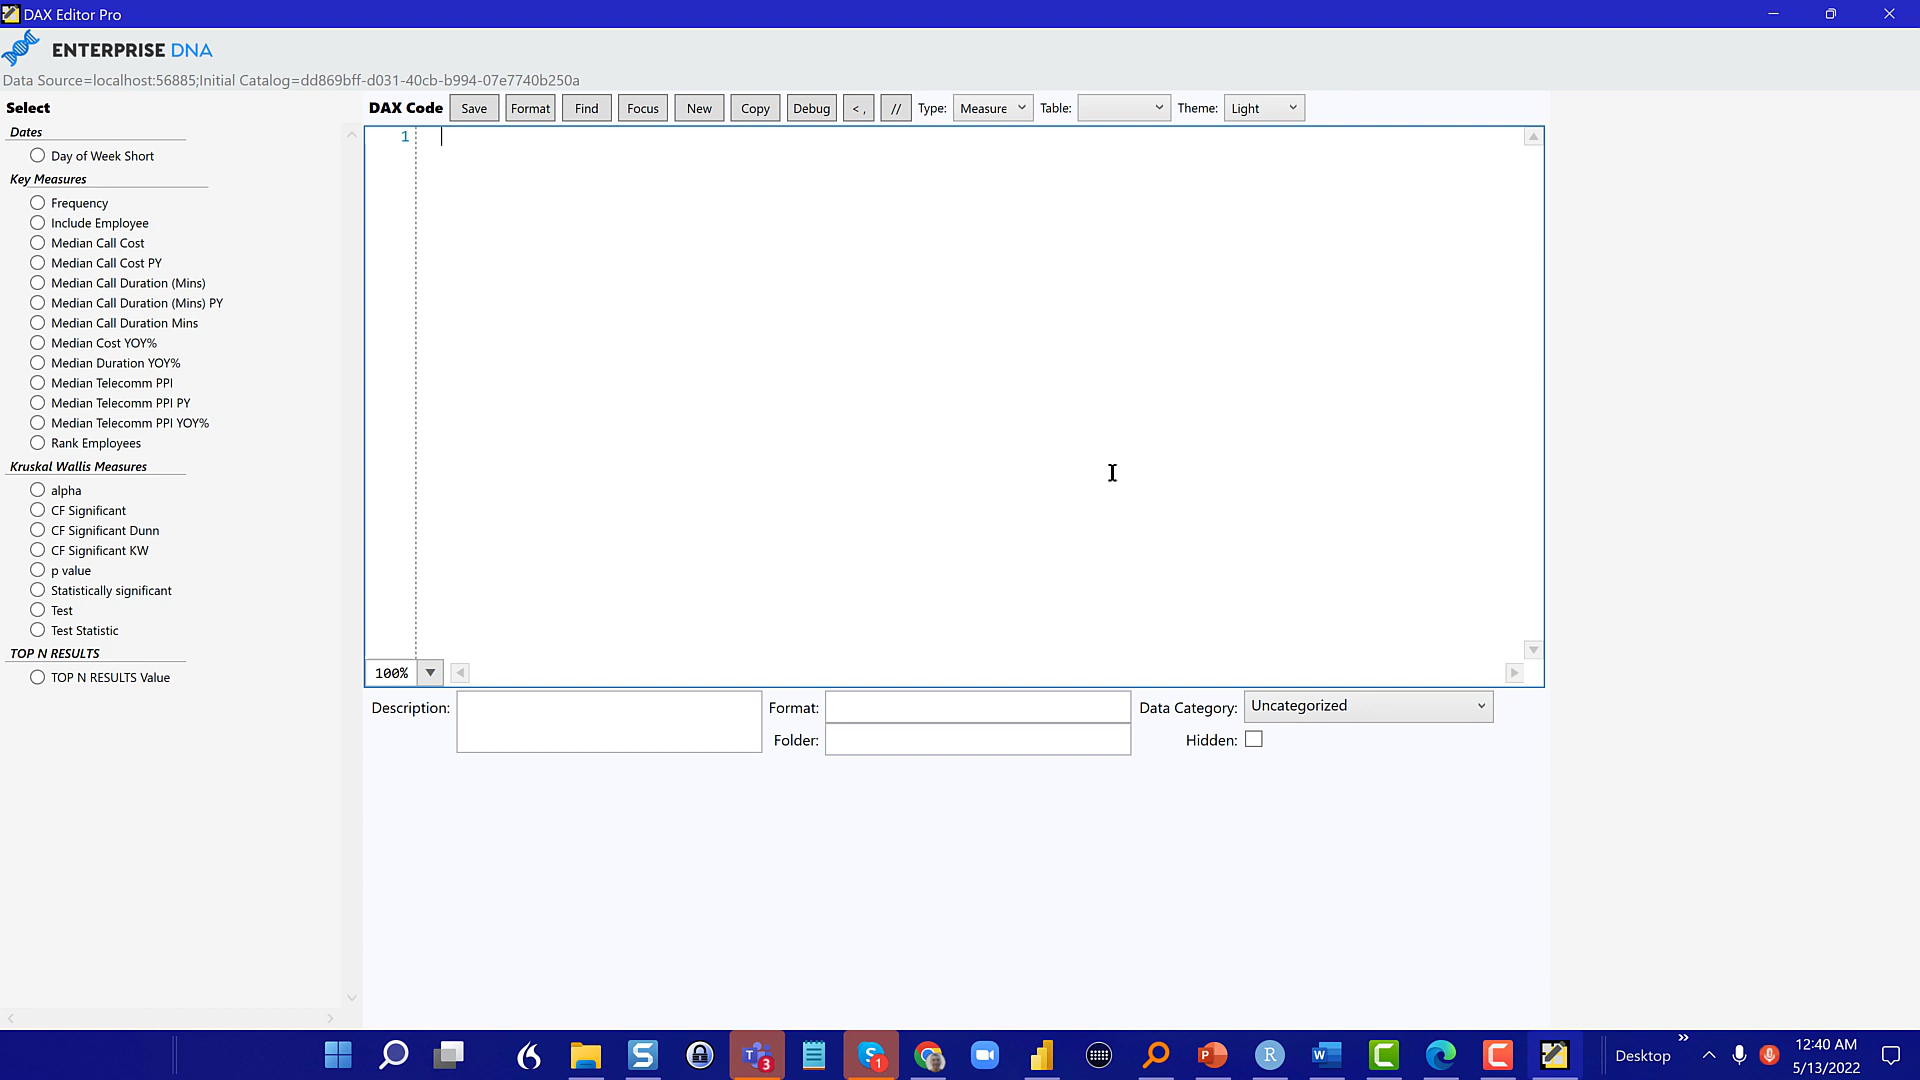 DAX Editor Pro
ENTERPRISE DNA
Data Source=localhost:56885;Initial Catalog=dd869bff-d031-40cb-b994-07e7740b250a
Select
DAX Code Save Format Find Focus New Copy Debug < , // Type: Measure Table: Theme: Light
Dates
Day of Week Short
Key Measures
Frequency
Include Employee
Median Call Cost
Median Call Cost PY
Median Call Duration (Mins)
Median Call Duration (Mins) PY
Median Call Duration Mins
Median Cost YOY%
Median Duration YOY%
Median Telecomm PPI
Median Telecomm PPI PY
Median Telecomm PPI YOY%
Rank Employees
Kruskal Wallis Measures
alpha
CF Significant
CF Significant Dunn
CF Significant KW
p value
Statistically significant
Test
Test Statistic
TOP N RESULTS
TOP N RESULTS Value
1
100%
Description: Format: Data Category: Uncategorized
Folder: Hidden:
Desktop
12:40 AM
5/13/2022
3
1